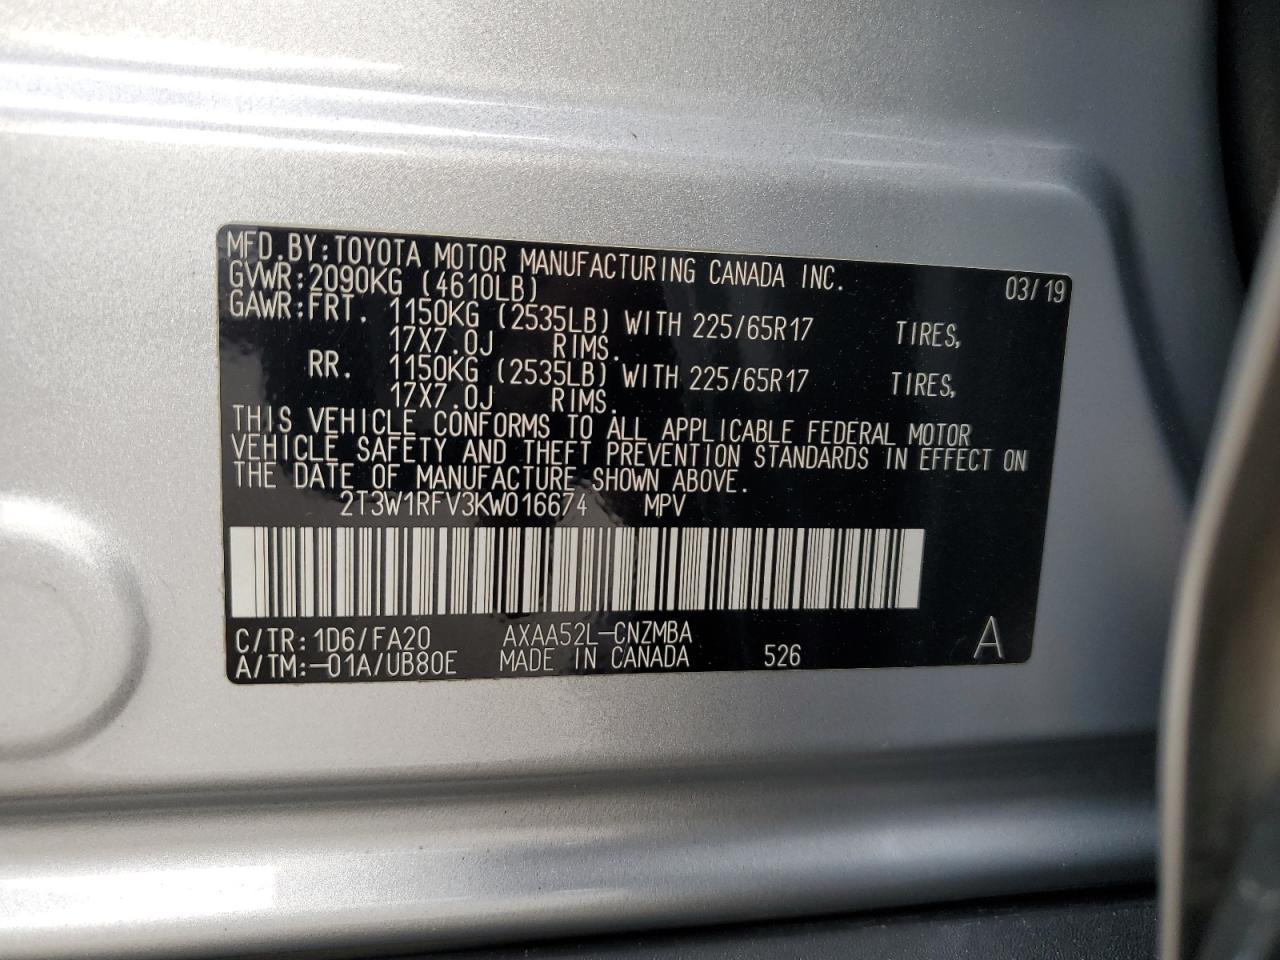 MFD.BY:TOYOTA MOTOR MANUFACTURING CANADA INC. 03/19
GVWR:2090KG (4610LB)
GAWR:FRT. 1150KG (2535LB) WITH 225/65R17 TIRES,
17X7.0J RIMS.
RR. 1150KG (2535LB) WITH 225/65R17 TIRES,
17X7.0J RIMS.
THIS VEHICLE CONFORMS TO ALL APPLICABLE FEDERAL MOTOR
VEHICLE SAFETY AND THEFT PREVENTION STANDARDS IN EFFECT ON
THE DATE OF MANUFACTURE SHOWN ABOVE.
2T3W1RFV3KW016674 MPV
C/TR:1D6/FA20 AXAA52L-CNZMBA
A/TM:-01A/UB80E MADE IN CANADA 526 A